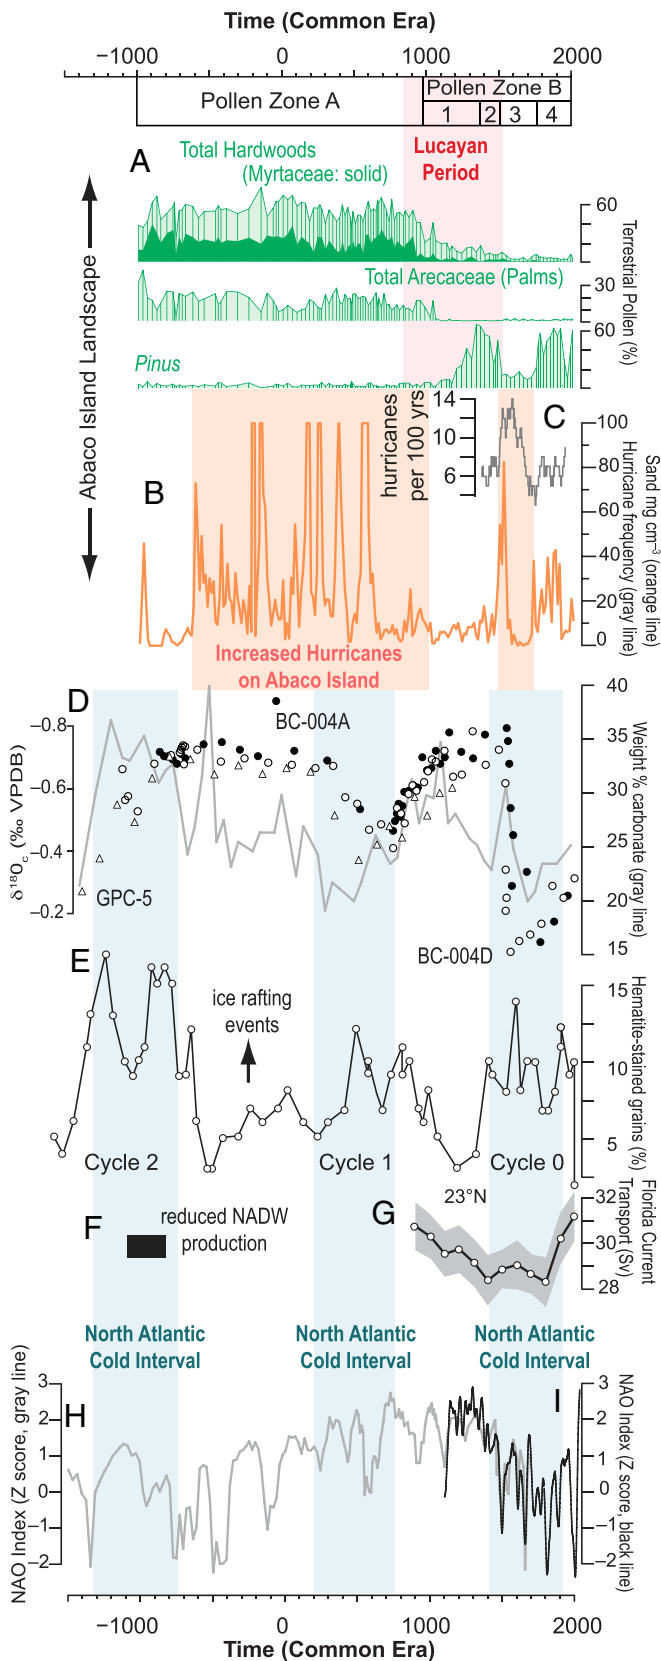 Time (Common Era)
−1000 0 1000 2000
Pollen Zone A
Pollen Zone B
1 2 3 4
A
Total Hardwoods
(Myrtaceae: solid)
Lucayan
Period
60
Total Arecaceae (Palms)
30
60
Pinus
Terrestrial Pollen (%)
Abaco Island Landscape
B
hurricanes
per 100 yrs
14
10
6
C
100
80
60
40
20
0
Sand mg cm⁻³ (orange line)
Hurricane frequency (gray line)
Increased Hurricanes
on Abaco Island
D
BC-004A
−0.8
−0.6
−0.4
−0.2
δ¹⁸Oc (‰ VPDB)
GPC-5
BC-004D
40
35
30
25
20
15
Weight % carbonate (gray line)
E
ice rafting
events
15
10
5
Hematite-stained grains (%)
Cycle 2
Cycle 1
Cycle 0
23°N
F
reduced NADW
production
G
32
30
28
Florida Current
Transport (Sv)
North Atlantic
Cold Interval
North Atlantic
Cold Interval
North Atlantic
Cold Interval
H
3
2
1
0
−1
−2
NAO Index (Z score, gray line)
I
3
2
1
0
−1
−2
NAO Index (Z score, black line)
−1000 0 1000 2000
Time (Common Era)